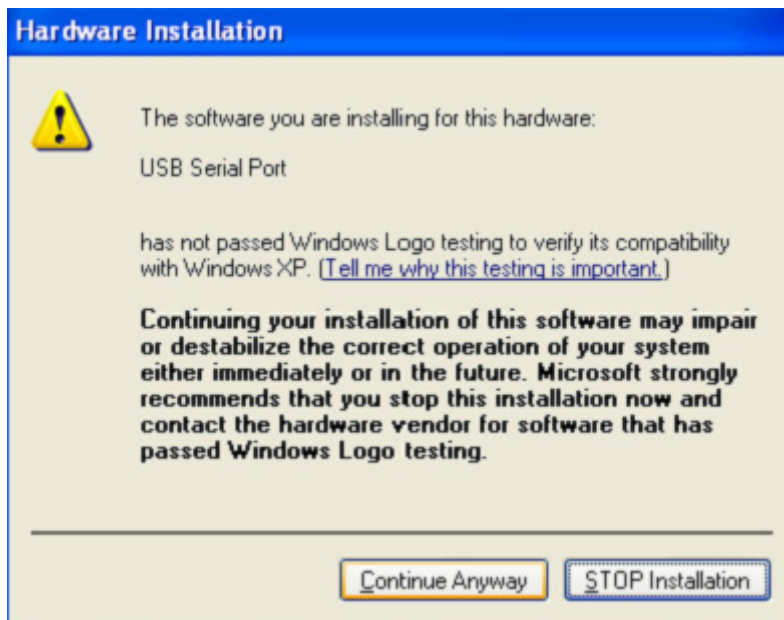 Hardware Installation
The software you are installing for this hardware:
USB Serial Port
has not passed Windows Logo testing to verify its compatibility
with Windows XP. (Tell me why this testing is important.)
Continuing your installation of this software may impair
or destabilize the correct operation of your system
either immediately or in the future. Microsoft strongly
recommends that you stop this installation now and
contact the hardware vendor for software that has
passed Windows Logo testing.
Continue Anyway
STOP Installation